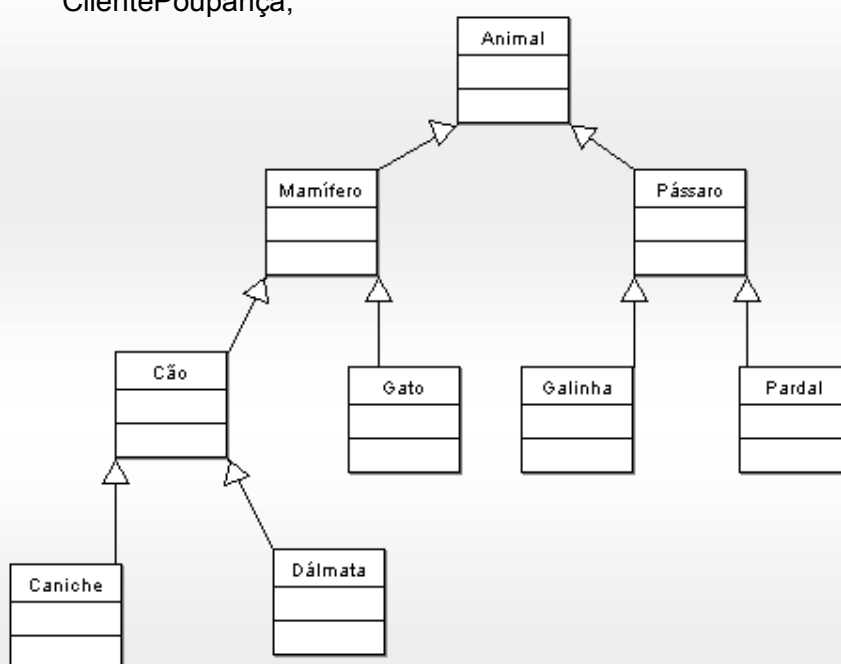 ClientePoupança;
Animal
Mamífero
Pássaro
Cão
Gato
Galinha
Pardal
Caniche
Dálmata